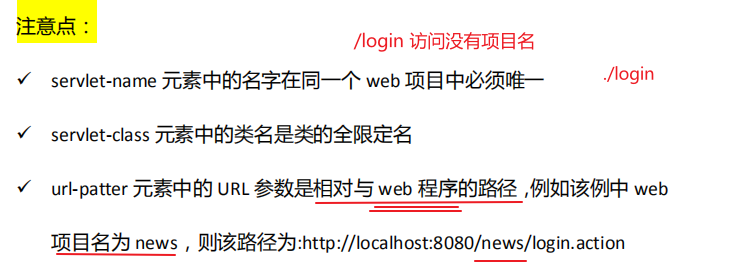 注意点：
/login 访问没有项目名
servlet-name 元素中的名字在同一个 web 项目中必须唯一
./login
servlet-class 元素中的类名是类的全限定名
url-patter 元素中的 URL 参数是相对与 web 程序的路径 ,例如该例中 web
项目名为 news，则该路径为:http://localhost:8080/news/login.action